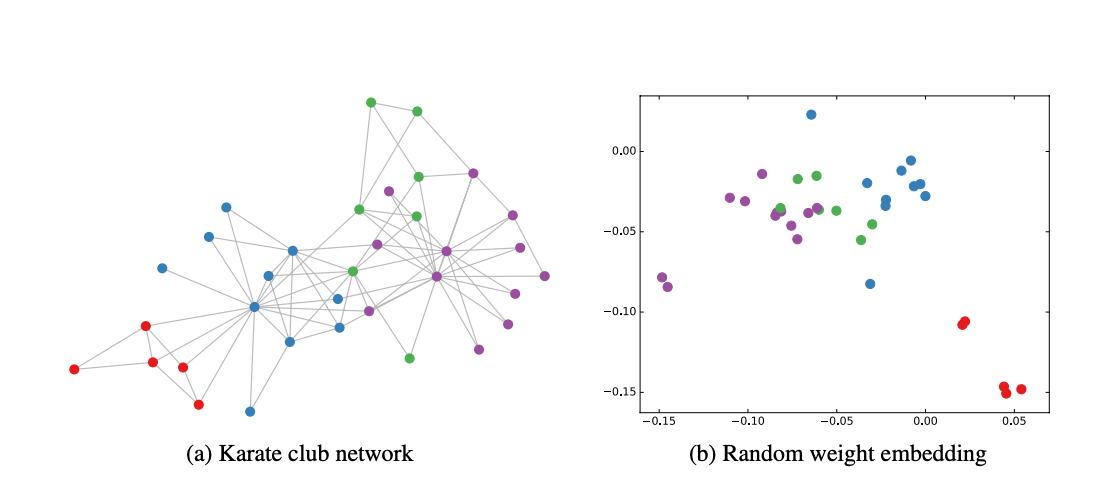 0.00
−0.05
−0.10
−0.15
−0.15 −0.10 −0.05 0.00 0.05
(a) Karate club network
(b) Random weight embedding